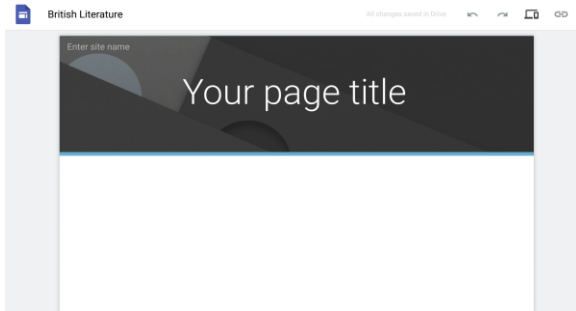 British Literature
All changes saved in Drive
Enter site name
Your page title